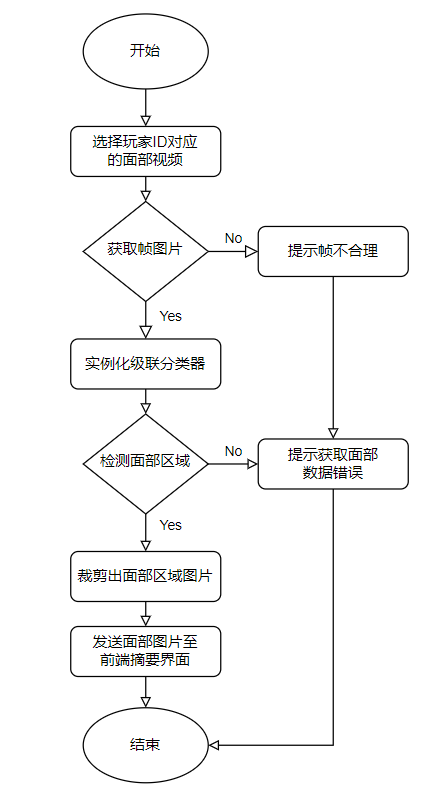 开始
选择玩家ID对应
的面部视频
获取帧图片
No
提示帧不合理
Yes
实例化级联分类器
检测面部区域
No
提示获取面部
数据错误
Yes
裁剪出面部区域图片
发送面部图片至
前端摘要界面
结束